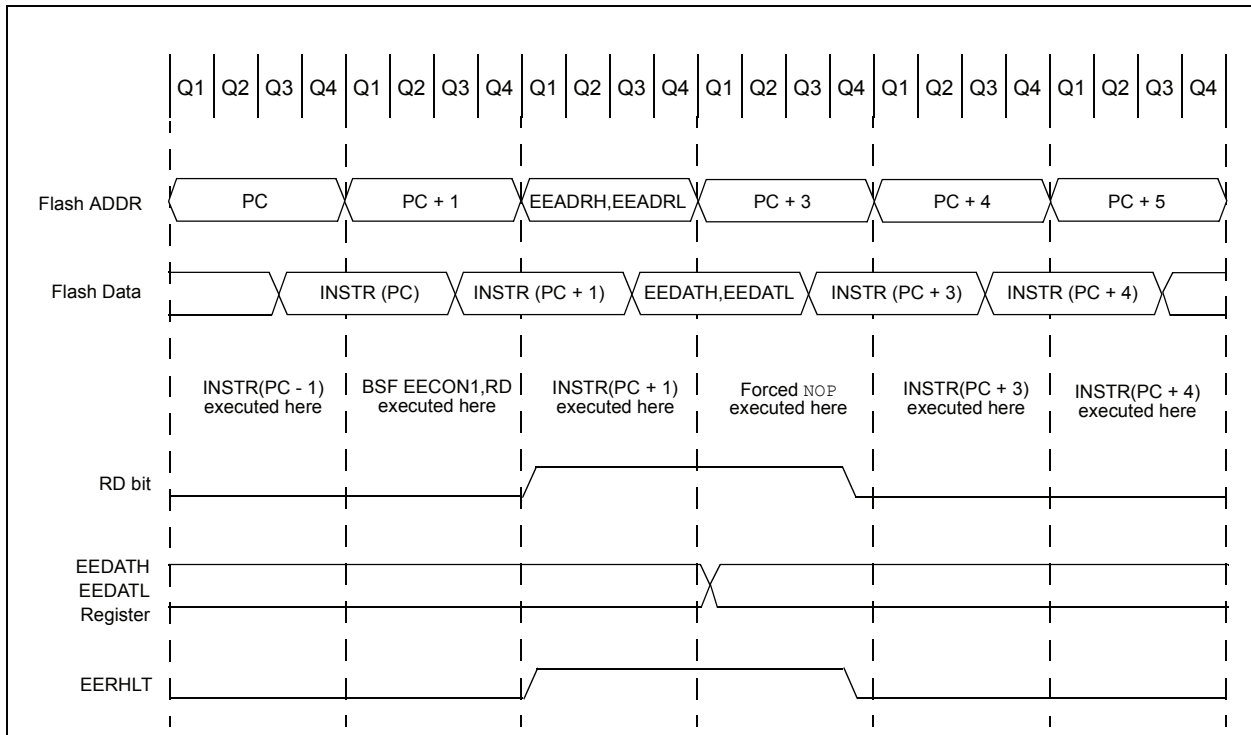 Q1 Q2 Q3 Q4 Q1 Q2 Q3 Q4 Q1 Q2 Q3 Q4 Q1 Q2 Q3 Q4 Q1 Q2 Q3 Q4 Q1 Q2 Q3 Q4
Flash ADDR PC PC + 1 EEADRH,EEADRL PC + 3 PC + 4 PC + 5
Flash Data INSTR (PC) INSTR (PC + 1) EEDATH,EEDATL INSTR (PC + 3) INSTR (PC + 4)
INSTR(PC - 1) BSF EECON1,RD INSTR(PC + 1) Forced NOP INSTR(PC + 3) INSTR(PC + 4)
executed here executed here executed here executed here executed here executed here
RD bit
EEDATH
EEDATL
Register
EERHLT